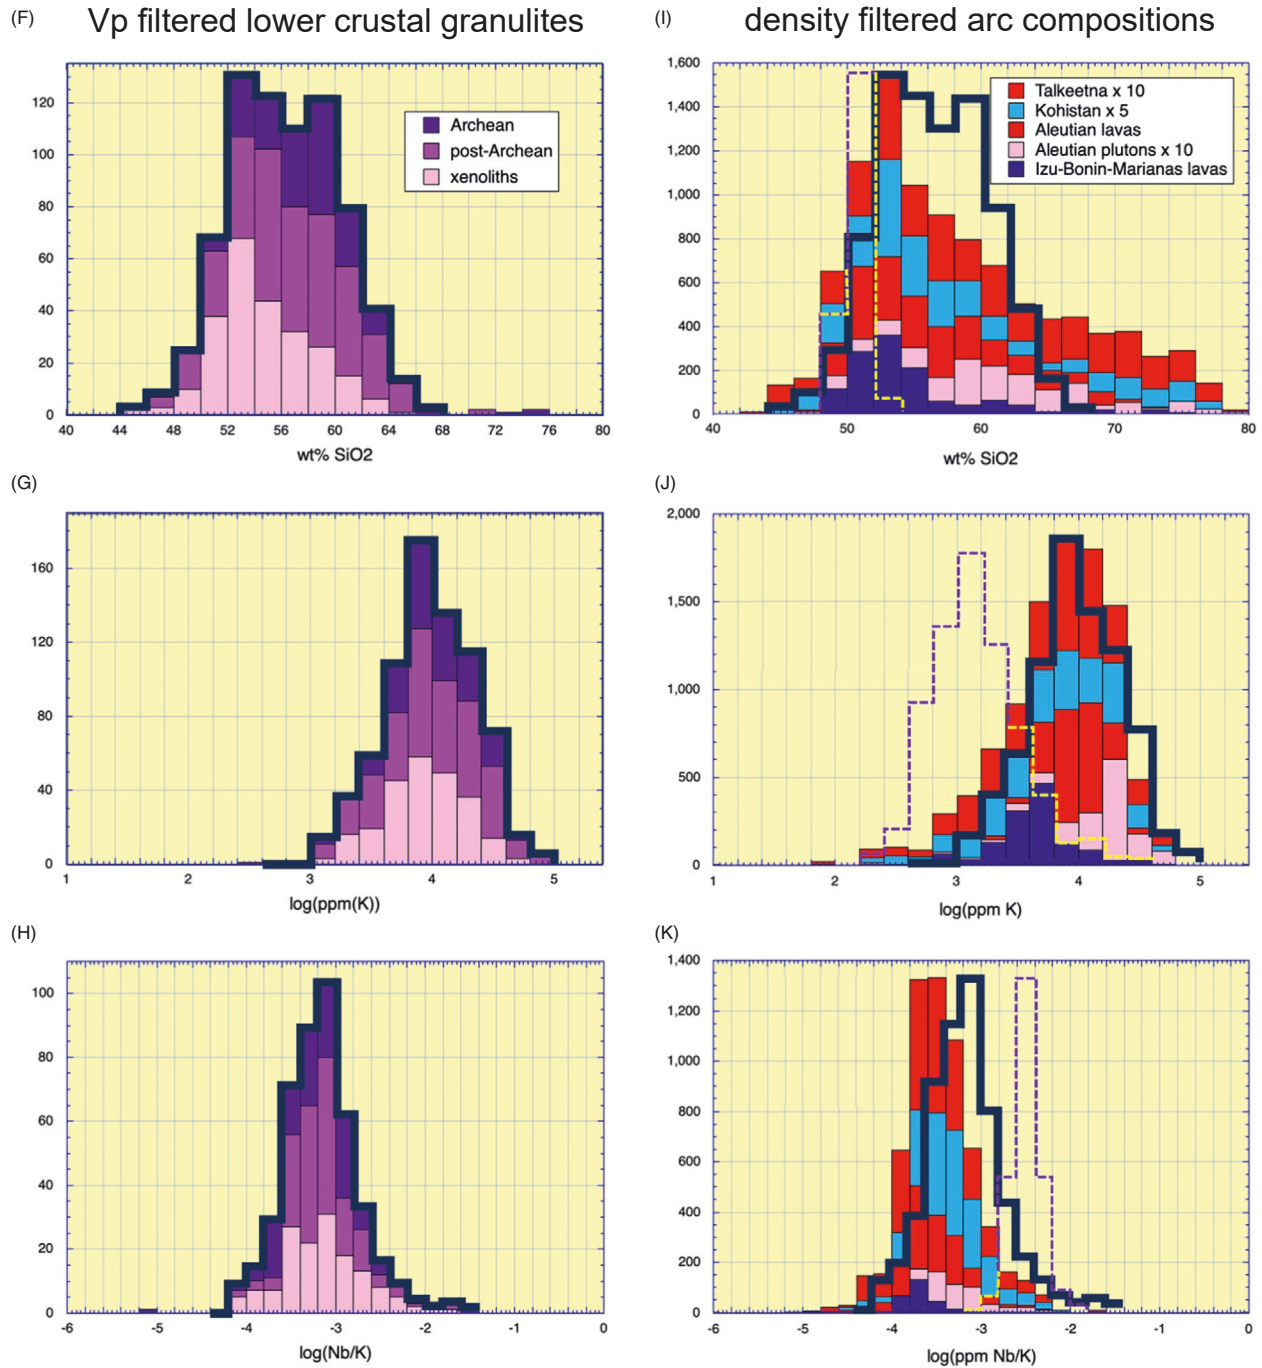 (F) Vp filtered lower crustal granulites
120
100
80
60
40
20
0
Archean
post-Archean
xenoliths
40 44 48 52 56 60 64 68 72 76 80
wt% SiO2
(I) density filtered arc compositions
1,600
1,400
1,200
1,000
800
600
400
200
0
Talkeetna x 10
Kohistan x 5
Aleutian lavas
Aleutian plutons x 10
Izu-Bonin-Marianas lavas
40 50 60 70 80
wt% SiO2
(G)
160
120
80
40
0
1 2 3 4 5
log(ppm(K))
(J)
2,000
1,500
1,000
500
0
1 2 3 4 5
log(ppm K)
(H)
100
80
60
40
20
0
-6 -5 -4 -3 -2 -1 0
log(Nb/K)
(K)
1,400
1,200
1,000
800
600
400
200
0
-6 -5 -4 -3 -2 -1 0
log(ppm Nb/K)